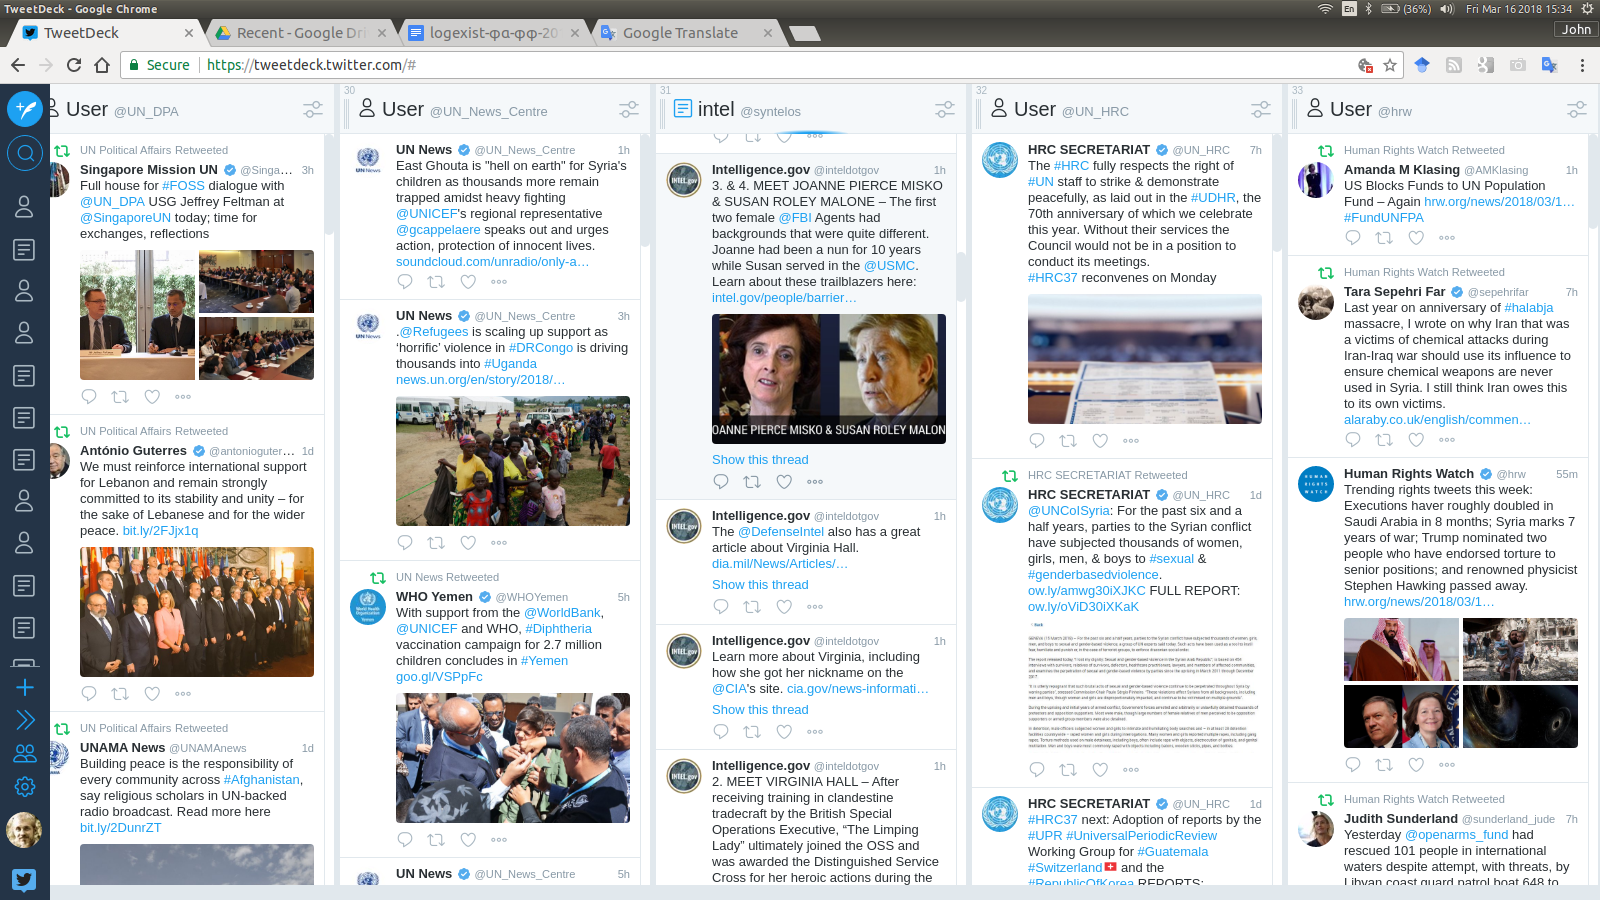 TweetDeck - Google Chrome
En
(36%)
Fri Mar 16 2018 15:34
TweetDeck
Recent - Google Dri
logexist-φα-φφ-20
Google Translate
John
Secure
https://tweetdeck.twitter.com/#
User @UN_DPA
UN Political Affairs Retweeted
Singapore Mission UN @Singa... 3h
Full house for #FOSS dialogue with
@UN_DPA USG Jeffrey Feltman at
@SingaporeUN today; time for
exchanges, reflections
UN Political Affairs Retweeted
António Guterres @antonioguter... 1d
We must reinforce international support
for Lebanon and remain strongly
committed to its stability and unity – for
the sake of Lebanese and for the wider
peace. bit.ly/2FJjx1q
UN Political Affairs Retweeted
UNAMA News @UNAMAnews 1d
Building peace is the responsibility of
every community across #Afghanistan,
say religious scholars in UN-backed
radio broadcast. Read more here
bit.ly/2DunrZT
30
User @UN_News_Centre
UN News @UN_News_Centre 1h
East Ghouta is "hell on earth" for Syria's
children as thousands more remain
trapped amidst heavy fighting
@UNICEF's regional representative
@gcappelaere speaks out and urges
action, protection of innocent lives.
soundcloud.com/unradio/only-a...
UN News
UN News @UN_News_Centre 3h
.@Refugees is scaling up support as
‘horrific’ violence in #DRCongo is driving
thousands into #Uganda
news.un.org/en/story/2018/...
UN News
UN News Retweeted
WHO Yemen @WHOYemen 5h
With support from the @WorldBank,
@UNICEF and WHO, #Diphtheria
vaccination campaign for 2.7 million
children concludes in #Yemen
goo.gl/VSPpFc
UN News @UN_News_Centre 5h
31
intel @syntelos
Intelligence.gov @inteldotgov 1h
3. & 4. MEET JOANNE PIERCE MISKO
& SUSAN ROLEY MALONE – The first
two female @FBI Agents had
backgrounds that were quite different.
Joanne had been a nun for 10 years
while Susan served in the @USMC.
Learn about these trailblazers here:
intel.gov/people/barrier...
INTEL.GOV
OANNE PIERCE MISKO & SUSAN ROLEY MALON
Show this thread
Intelligence.gov @inteldotgov 1h
The @DefenseIntel also has a great
article about Virginia Hall.
dia.mil/News/Articles/...
INTEL.GOV
Show this thread
Intelligence.gov @inteldotgov 1h
Learn more about Virginia, including
how she got her nickname on the
@CIA's site. cia.gov/news-informati...
INTEL.GOV
Show this thread
Intelligence.gov @inteldotgov 1h
2. MEET VIRGINIA HALL – After
receiving training in clandestine
tradecraft by the British Special
Operations Executive, “The Limping
Lady” ultimately joined the OSS and
was awarded the Distinguished Service
Cross for her heroic actions during the
INTEL.GOV
32
User @UN_HRC
HRC SECRETARIAT @UN_HRC 7h
The #HRC fully respects the right of
#UN staff to strike & demonstrate
peacefully, as laid out in the #UDHR, the
70th anniversary of which we celebrate
this year. Without their services the
Council would not be in a position to
conduct its meetings.
#HRC37 reconvenes on Monday
HRC SECRETARIAT Retweeted
HRC SECRETARIAT @UN_HRC 1d
@UNCoISyria: For the past six and a
half years, parties to the Syrian conflict
have subjected thousands of women,
girls, men, & boys to #sexual &
#genderbasedviolence.
ow.ly/amwg30iXJKC FULL REPORT:
ow.ly/oViD30iXKaK
HRC SECRETARIAT @UN_HRC 1d
#HRC37 next: Adoption of reports by the
#UPR #UniversalPeriodicReview
Working Group for #Guatemala
#Switzerland and the
#RepublicOfKorea REPORTS:
33
User @hrw
Human Rights Watch Retweeted
Amanda M Klasing @AMKlasing 1h
US Blocks Funds to UN Population
Fund – Again hrw.org/news/2018/03/1...
#FundUNFPA
Human Rights Watch Retweeted
Tara Sepehri Far @sepehrifar 7h
Last year on anniversary of #halabja
massacre, I wrote on why Iran that was
a victims of chemical attacks during
Iran-Iraq war should use its influence to
ensure chemical weapons are never
used in Syria. I still think Iran owes this
to its own victims.
alaraby.co.uk/english/commen...
Human Rights Watch @hrw 55m
Trending rights tweets this week:
Executions haver roughly doubled in
Saudi Arabia in 8 months; Syria marks 7
years of war; Trump nominated two
people who have endorsed torture to
senior positions; and renowned physicist
Stephen Hawking passed away.
hrw.org/news/2018/03/1...
HUMAN
RIGHTS
WATCH
Human Rights Watch Retweeted
Judith Sunderland @sunderland_jude 7h
Yesterday @openarms_fund had
rescued 101 people in international
waters despite attempt, with threats, by
Libyan coast guard patrol boat 648 to